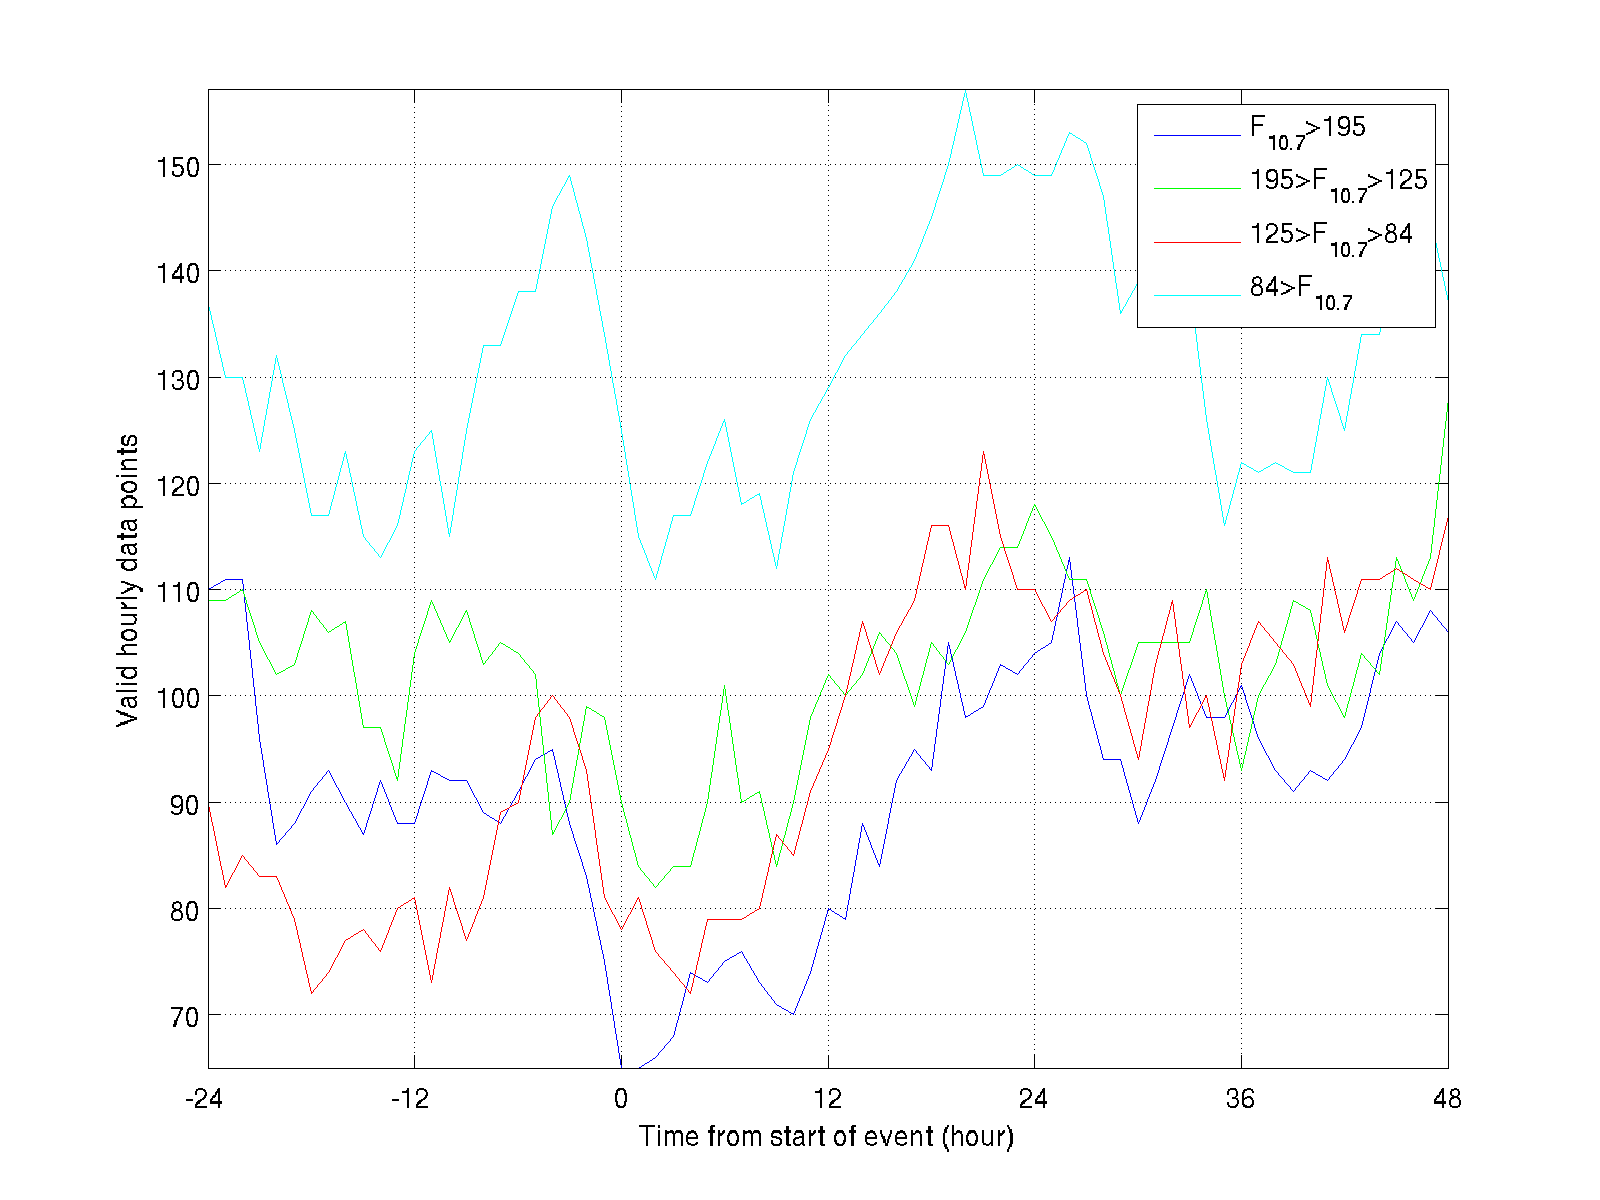 150
140
130
120
110
100
90
80
70
Valid hourly data points
-24 -12 0 12 24 36 48
Time from start of event (hour)
F10.7>195
195>F10.7>125
125>F10.7>84
84>F10.7